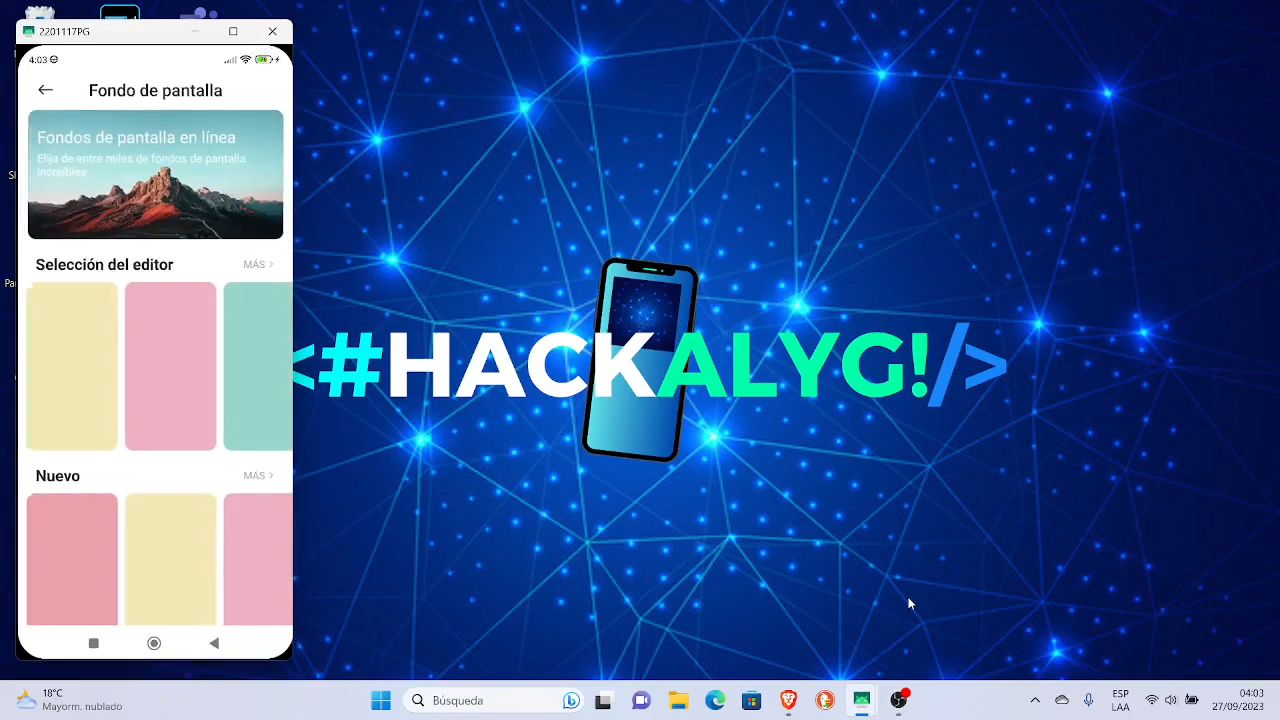 2201117PG
4:03
76
Fondo de pantalla
Fondos de pantalla en línea
Elija de entre miles de fondos de pantalla
increíbles
Selección del editor
MÁS >
Nuevo
MÁS >
<#HACKALYG!/>
18°C
Mayorm. nublado
Búsqueda
ESP
04:03
27/09/2023